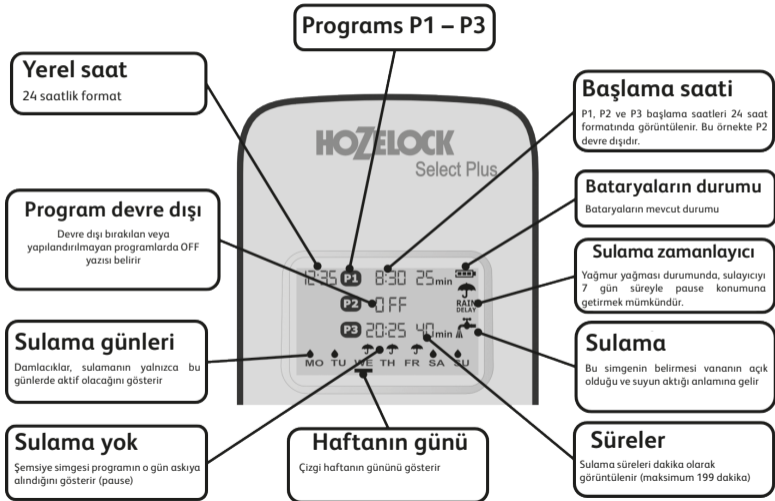 Programs P1 – P3
Yerel saat
24 saatlik format
Başlama saati
P1, P2 ve P3 başlama saatleri 24 saat
formatında görüntülenir. Bu örnekte P2
devre dışıdır.
HOZELOCK
Select Plus
Program devre dışı
Devre dışı bırakılan veya
yapılandırılmayan programlarda OFF
yazısı belirir
Bataryaların durumu
Bataryaların mevcut durumu
Sulama zamanlayıcı
Yağmur yağması durumunda, sulayıcıyı
7 gün süreyle pause konumuna
getirmek mümkündür.
12:35 P1 8:30 25min
P2 OFF
RAIN
DELAY
P3 20:25 40min
MO TU WE TH FR SA SU
Sulama günleri
Damlacıklar, sulamanın yalnızca bu
günlerde aktif olacağını gösterir
Sulama
Bu simgenin belirmesi vananın açık
olduğu ve suyun aktığı anlamına gelir
Sulama yok
Şemsiye simgesi programın o gün askıya
alındığını gösterir (pause)
Haftanın günü
Çizgi haftanın gününü gösterir
Süreler
Sulama süreleri dakika olarak
görüntülenir (maksimum 199 dakika)